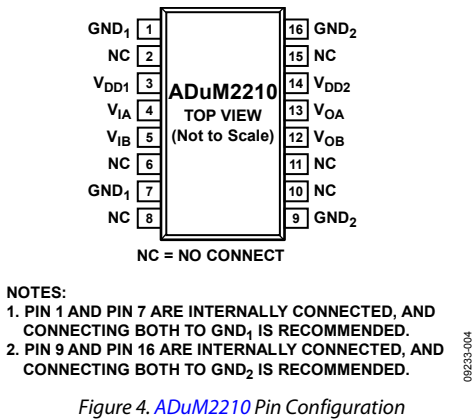 GND1 1 16 GND2
NC 2 15 NC
VDD1 3 ADuM2210 14 VDD2
VIA 4 TOP VIEW 13 VOA
VIB 5 (Not to Scale) 12 VOB
NC 6 11 NC
GND1 7 10 NC
NC 8 9 GND2
NC = NO CONNECT
NOTES:
1. PIN 1 AND PIN 7 ARE INTERNALLY CONNECTED, AND
CONNECTING BOTH TO GND1 IS RECOMMENDED.
2. PIN 9 AND PIN 16 ARE INTERNALLY CONNECTED, AND
CONNECTING BOTH TO GND2 IS RECOMMENDED.
09233-004
Figure 4. ADuM2210 Pin Configuration